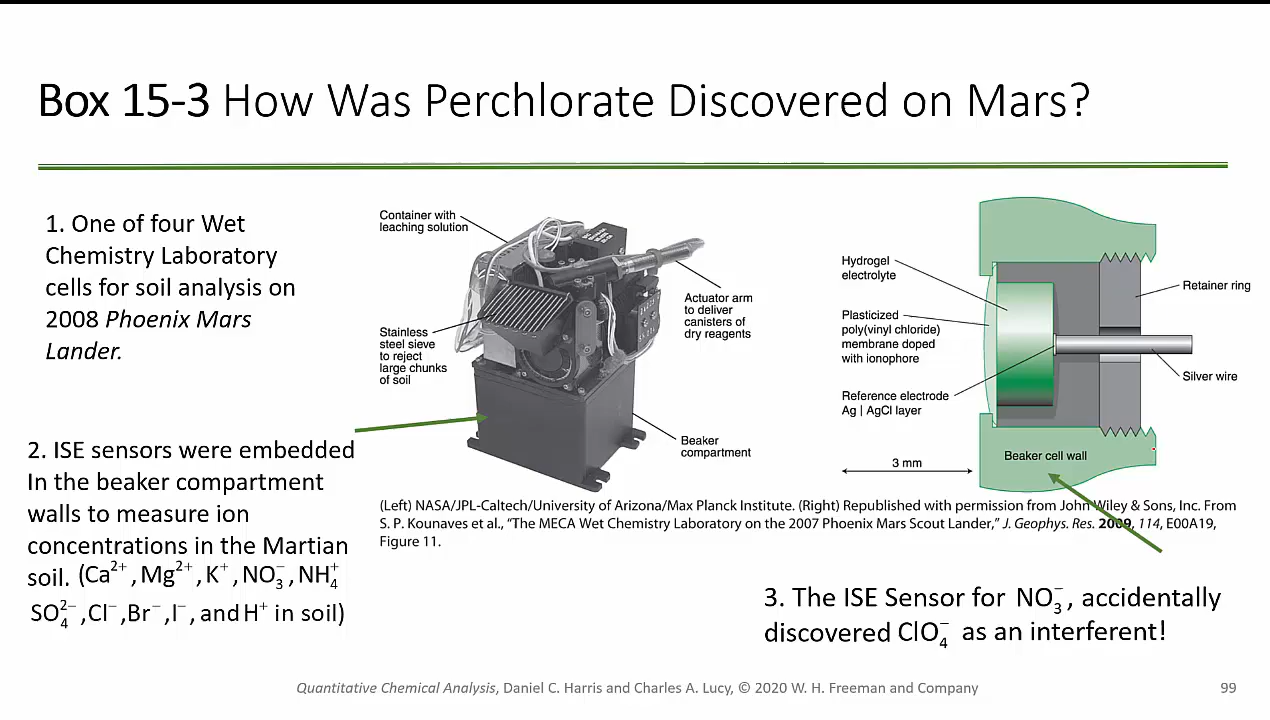 Box 15-3 How Was Perchlorate Discovered on Mars?
1. One of four Wet
Chemistry Laboratory
cells for soil analysis on
2008 Phoenix Mars
Lander.
2. ISE sensors were embedded
In the beaker compartment
walls to measure ion
concentrations in the Martian
soil. (Ca²⁺, Mg²⁺, K⁺, NO₃⁻, NH₄⁺
SO₄²⁻, Cl⁻, Br⁻, I⁻, and H⁺ in soil)
Container with
leaching solution
Stainless
steel sieve
to reject
large chunks
of soil
Actuator arm
to deliver
canisters of
dry reagents
Beaker
compartment
Hydrogel
electrolyte
Plasticized
poly(vinyl chloride)
membrane doped
with ionophore
Reference electrode
Ag | AgCl layer
3 mm
Retainer ring
Silver wire
Beaker cell wall
(Left) NASA/JPL-Caltech/University of Arizona/Max Planck Institute. (Right) Republished with permission from John Wiley & Sons, Inc. From
S. P. Kounaves et al., “The MECA Wet Chemistry Laboratory on the 2007 Phoenix Mars Scout Lander,” J. Geophys. Res. 2009, 114, E00A19,
Figure 11.
3. The ISE Sensor for NO₃⁻, accidentally
discovered ClO₄⁻ as an interferent!
Quantitative Chemical Analysis, Daniel C. Harris and Charles A. Lucy, © 2020 W. H. Freeman and Company
99